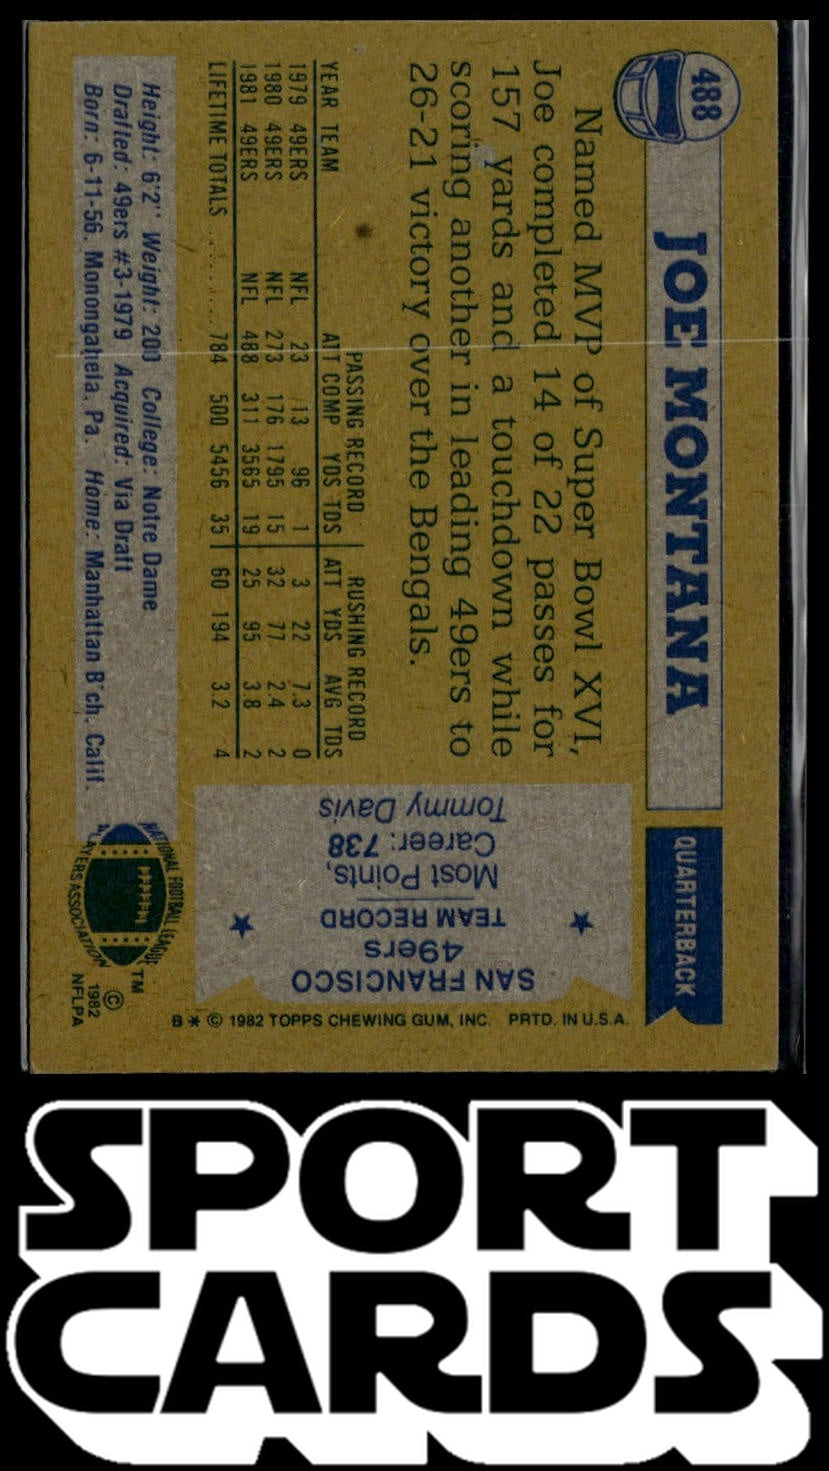 488
JOE MONTANA
QUARTERBACK
Named MVP of Super Bowl XVI,
Joe completed 14 of 22 passes for
157 yards and a touchdown while
scoring another in leading 49ers to
26-21 victory over the Bengals.
PASSING RECORD RUSHING RECORD
YEAR TEAM ATT COMP YDS TDS ATT YDS AVG TDS
1979 49ERS NFL 23 13 96 1 3 22 7.3 0
1980 49ERS NFL 273 176 1795 15 32 77 2.4 2
1981 49ERS NFL 488 311 3565 19 25 95 3.8 2
LIFETIME TOTALS ........ 784 500 5456 35 60 194 3.2 4
Height: 6'2" Weight: 200 College: Notre Dame
Drafted: 49ers #3-1979 Acquired: Via Draft
Born: 6-11-56, Monongahela, Pa. Home: Manhattan B'ch, Calif.
SAN FRANCISCO
49ers
TEAM RECORD
Most Points,
Career: 738
Tommy Davis
NATIONAL FOOTBALL LEAGUE
PLAYERS ASSOCIATION
TM
©
1982
NFLPA
B * © 1982 TOPPS CHEWING GUM, INC. PRTD. IN U.S.A.
SPORT
CARDS